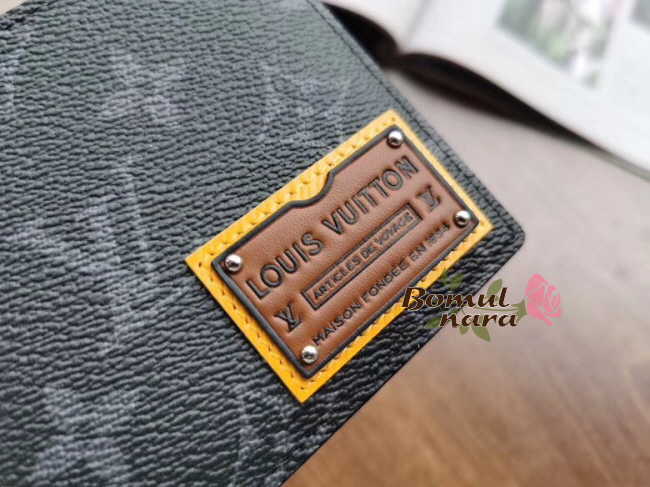 LOUIS VUITTON
LV ARTICLES DE VOYAGE LV
MAISON FONDÉE EN 1854
Bomul
nara